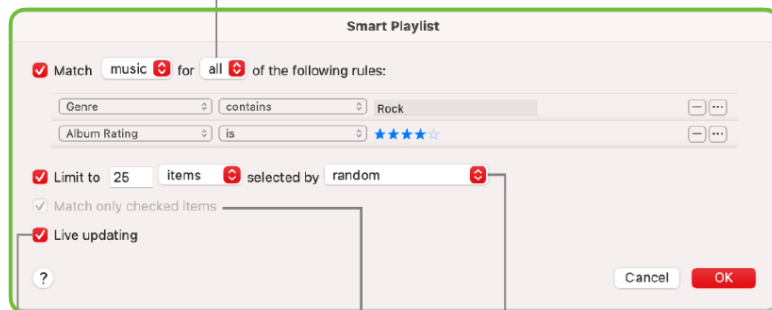 Smart Playlist
Match music for all of the following rules:
Genre contains Rock
Album Rating is ★★★★☆
Limit to 25 items selected by random
Match only checked items
Live updating
? Cancel OK